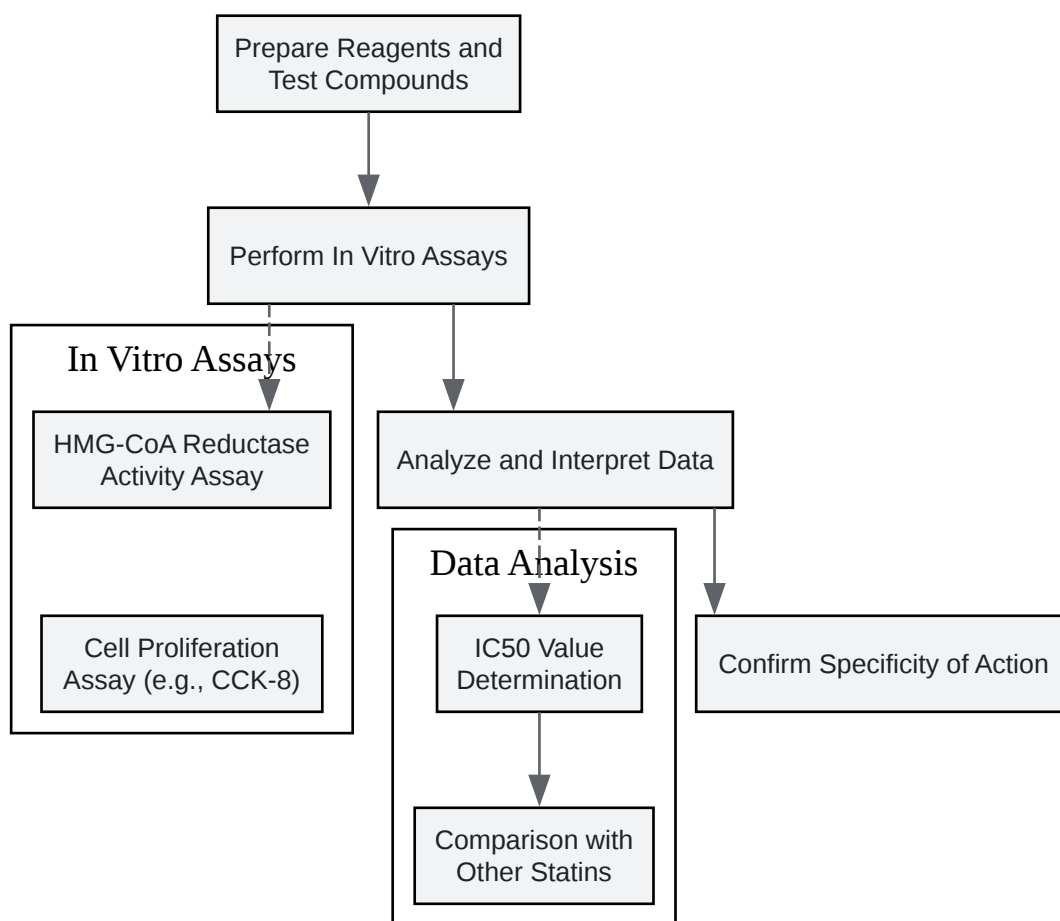 Prepare Reagents and
Test Compounds
Perform In Vitro Assays
In Vitro Assays
HMG-CoA Reductase
Activity Assay
Analyze and Interpret Data
Data Analysis
Cell Proliferation
Assay (e.g., CCK-8)
IC50 Value
Determination
Confirm Specificity of Action
Comparison with
Other Statins